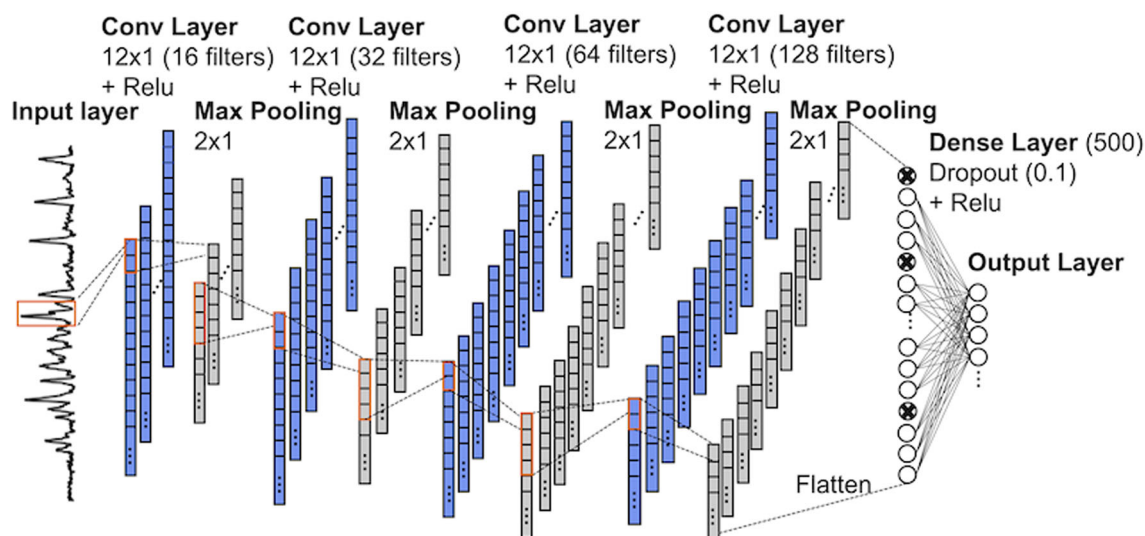 Conv Layer
12x1 (16 filters)
+ Relu
Conv Layer
12x1 (32 filters)
+ Relu
Conv Layer
12x1 (64 filters)
+ Relu
Conv Layer
12x1 (128 filters)
+ Relu
Input layer
Max Pooling
2x1
Max Pooling
2x1
Max Pooling
2x1
Max Pooling
2x1
Dense Layer (500)
Dropout (0.1)
+ Relu
Output Layer
Flatten